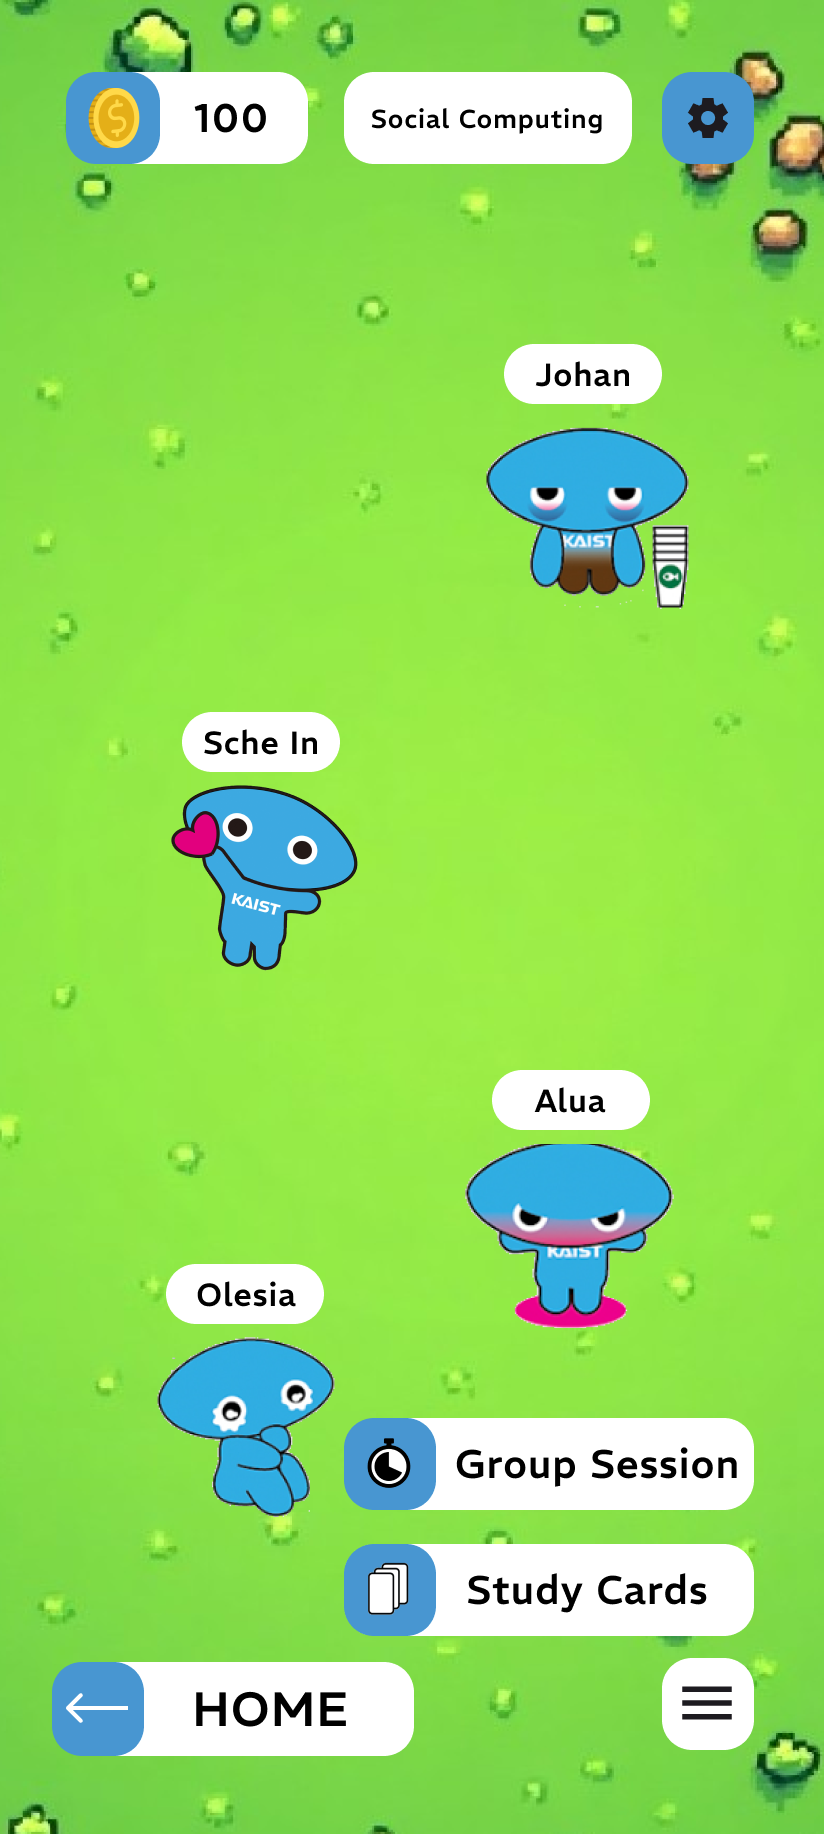 100
Social Computing
Johan
KAIST
Sche In
KAIST
Alua
KAIST
Olesia
Group Session
Study Cards
HOME